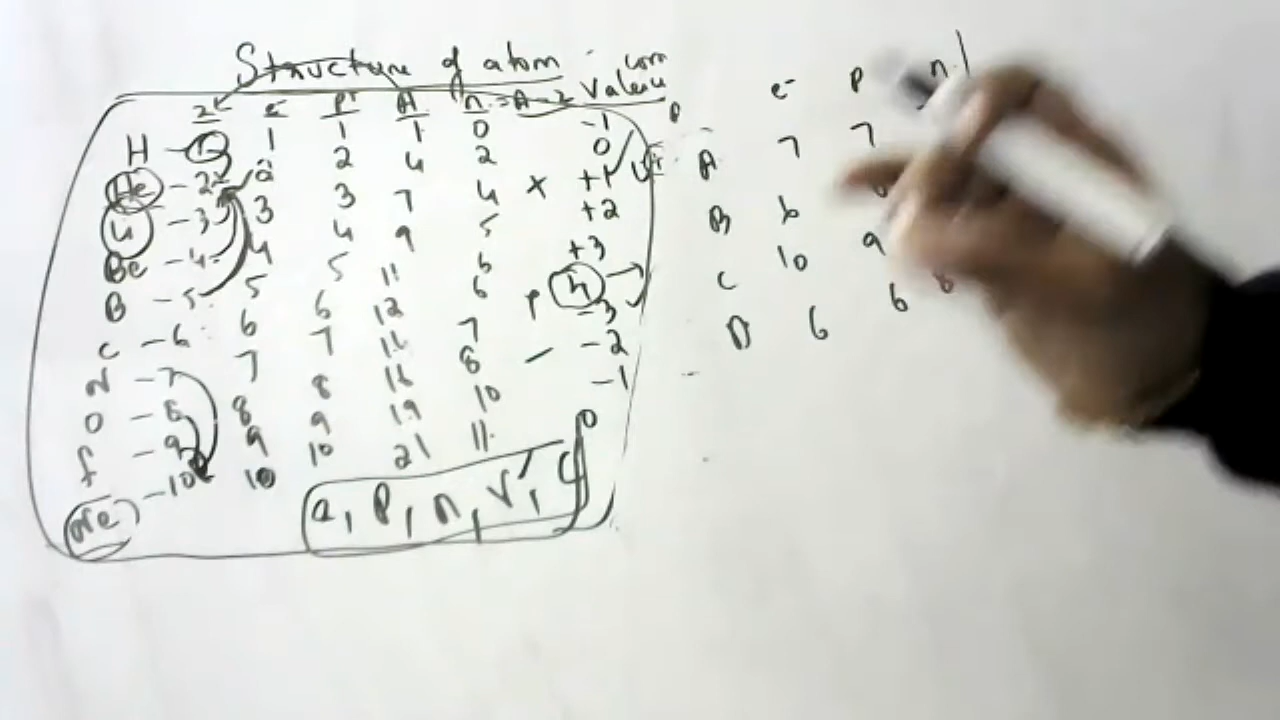 Structure of atom
Z e⁻ p⁺ A n = A-Z Valency
H - 1 1 1 1 0 -1
He - 2 2 2 4 2 0
Li - 3 3 3 7 4 x +1
Be - 4 4 4 9 5 +2
B - 5 5 5 11 6 +3
C - 6 6 6 12 6 4
N - 7 7 7 7 -3
O - 8 8 8 16 8 -2
F - 9 9 9 19 10 -1
Ne - 10 10 10 21 11 0
a, p, n, v,
e⁻ p n
A 7 7
B 6
C 10 9
D 6 6 8